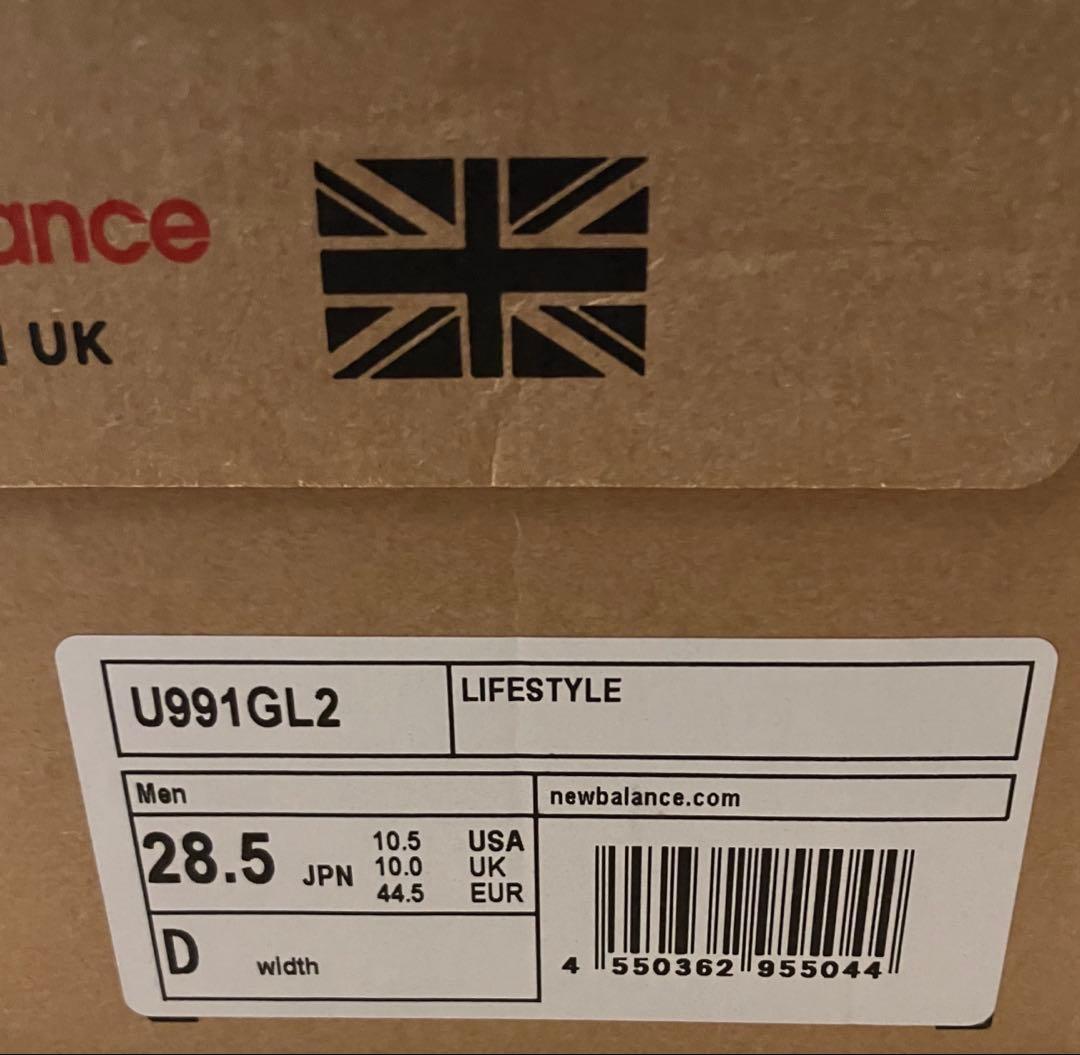 ance
UK
U991GL2
LIFESTYLE
Men
newbalance.com
28.5 JPN
10.5 USA
10.0 UK
44.5 EUR
D width
4 550362 955044